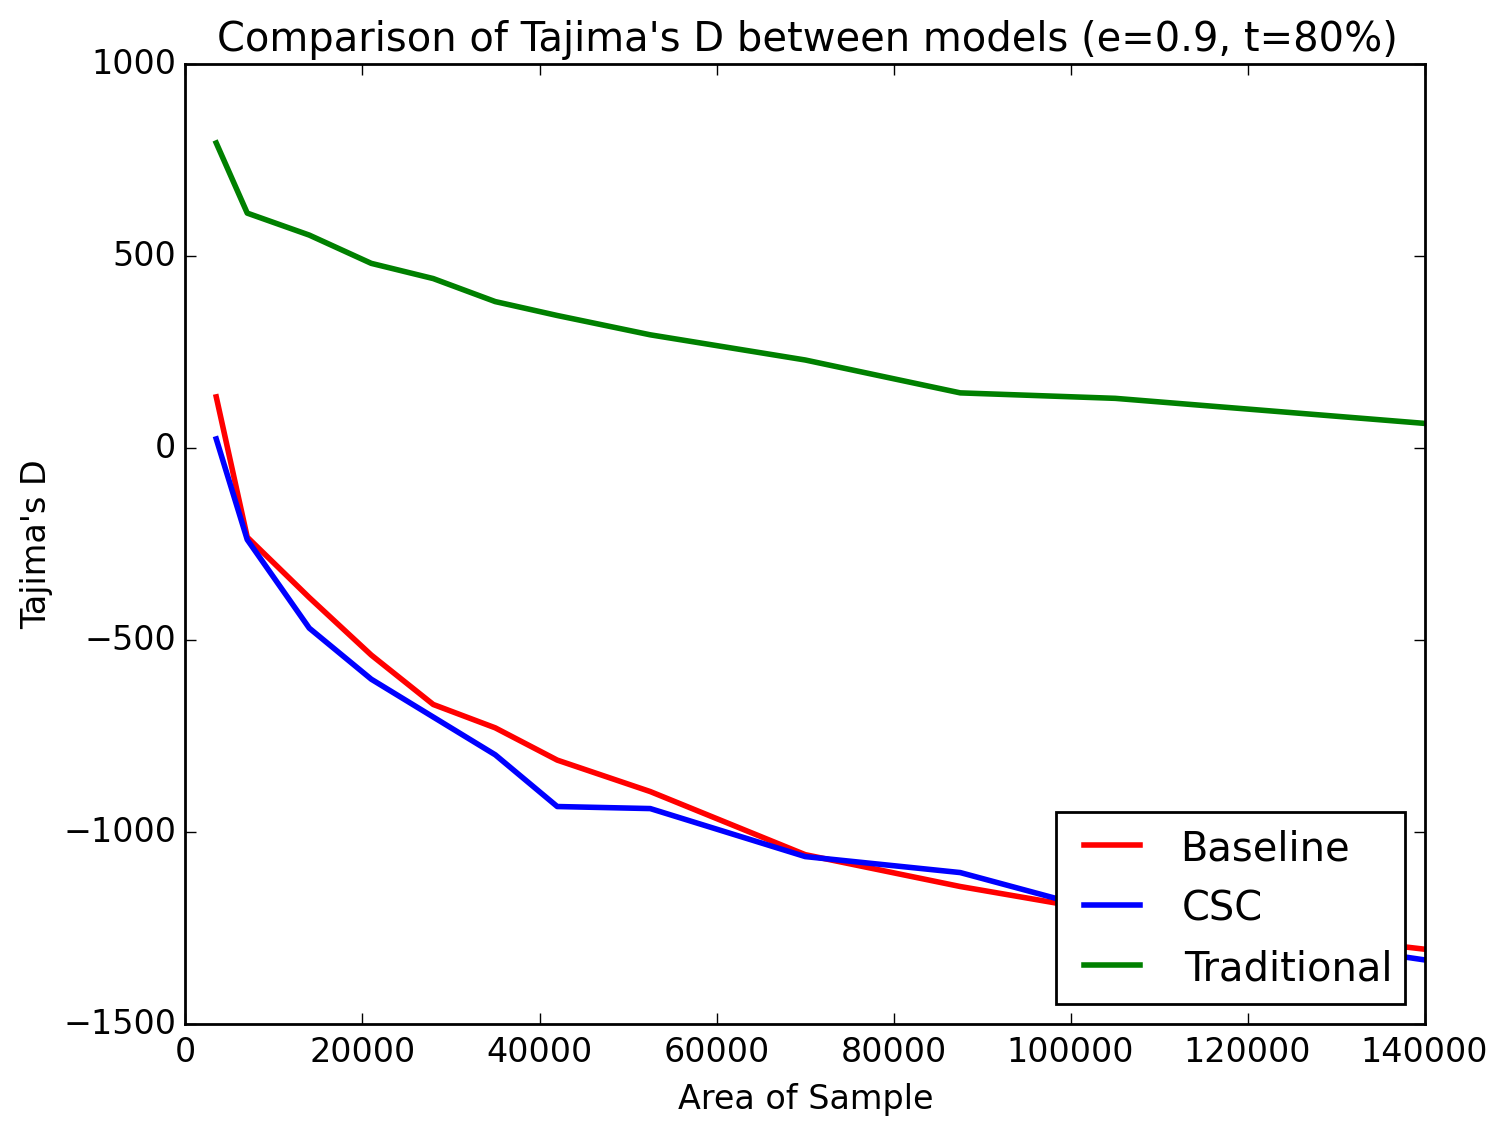 Comparison of Tajima's D between models (e=0.9, t=80%)
1000
500
0
−500
−1000
−1500
Tajima's D
Baseline
CSC
Traditional
0 20000 40000 60000 80000 100000 120000 140000
Area of Sample